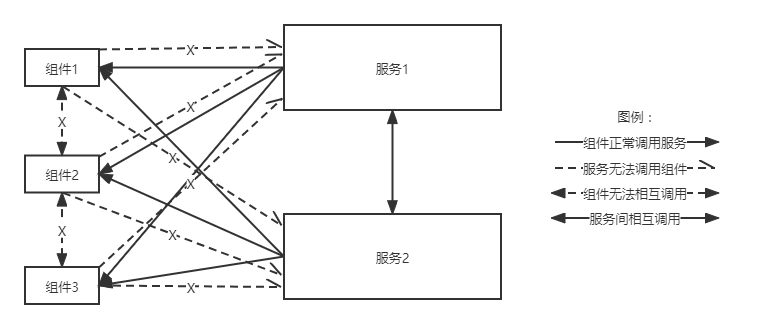 组件1
组件2
组件3
服务1
服务2
X
X
X
X
X
X
X
X
图例：
组件正常调用服务
服务无法调用组件
组件无法相互调用
服务间相互调用